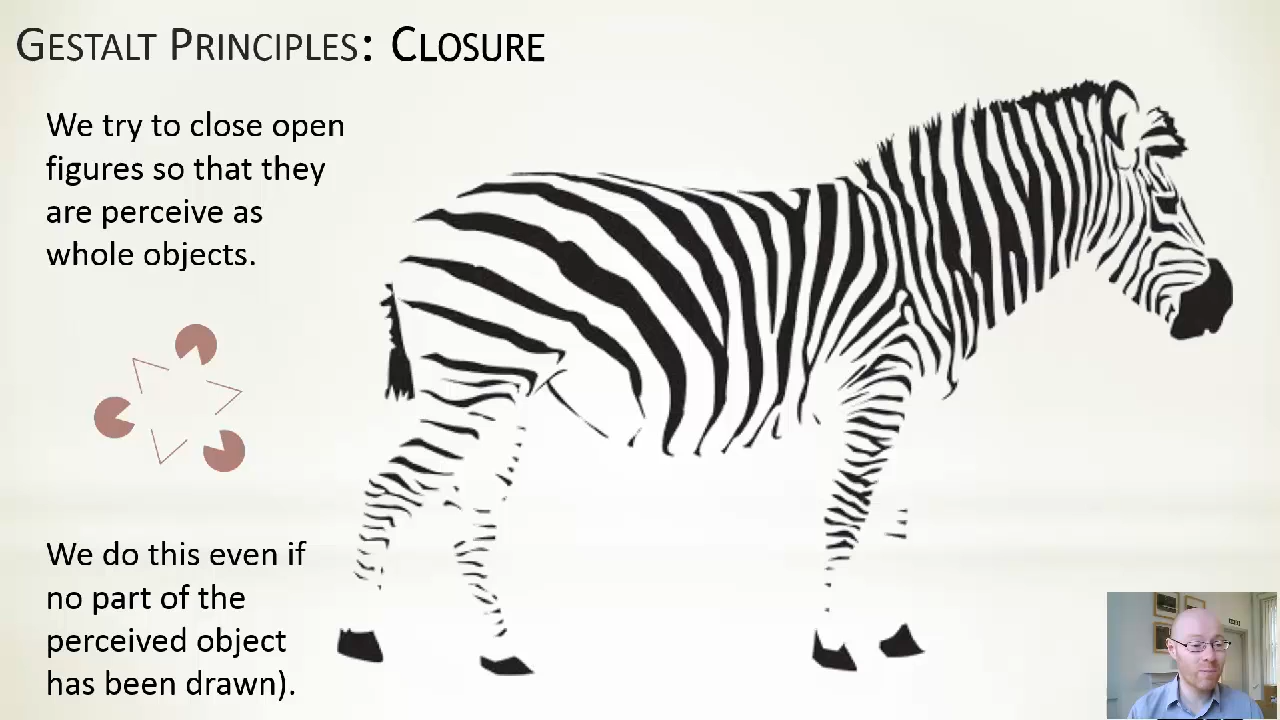 Gestalt Principles: Closure
We try to close open
figures so that they
are perceive as
whole objects.
We do this even if
no part of the
perceived object
has been drawn).